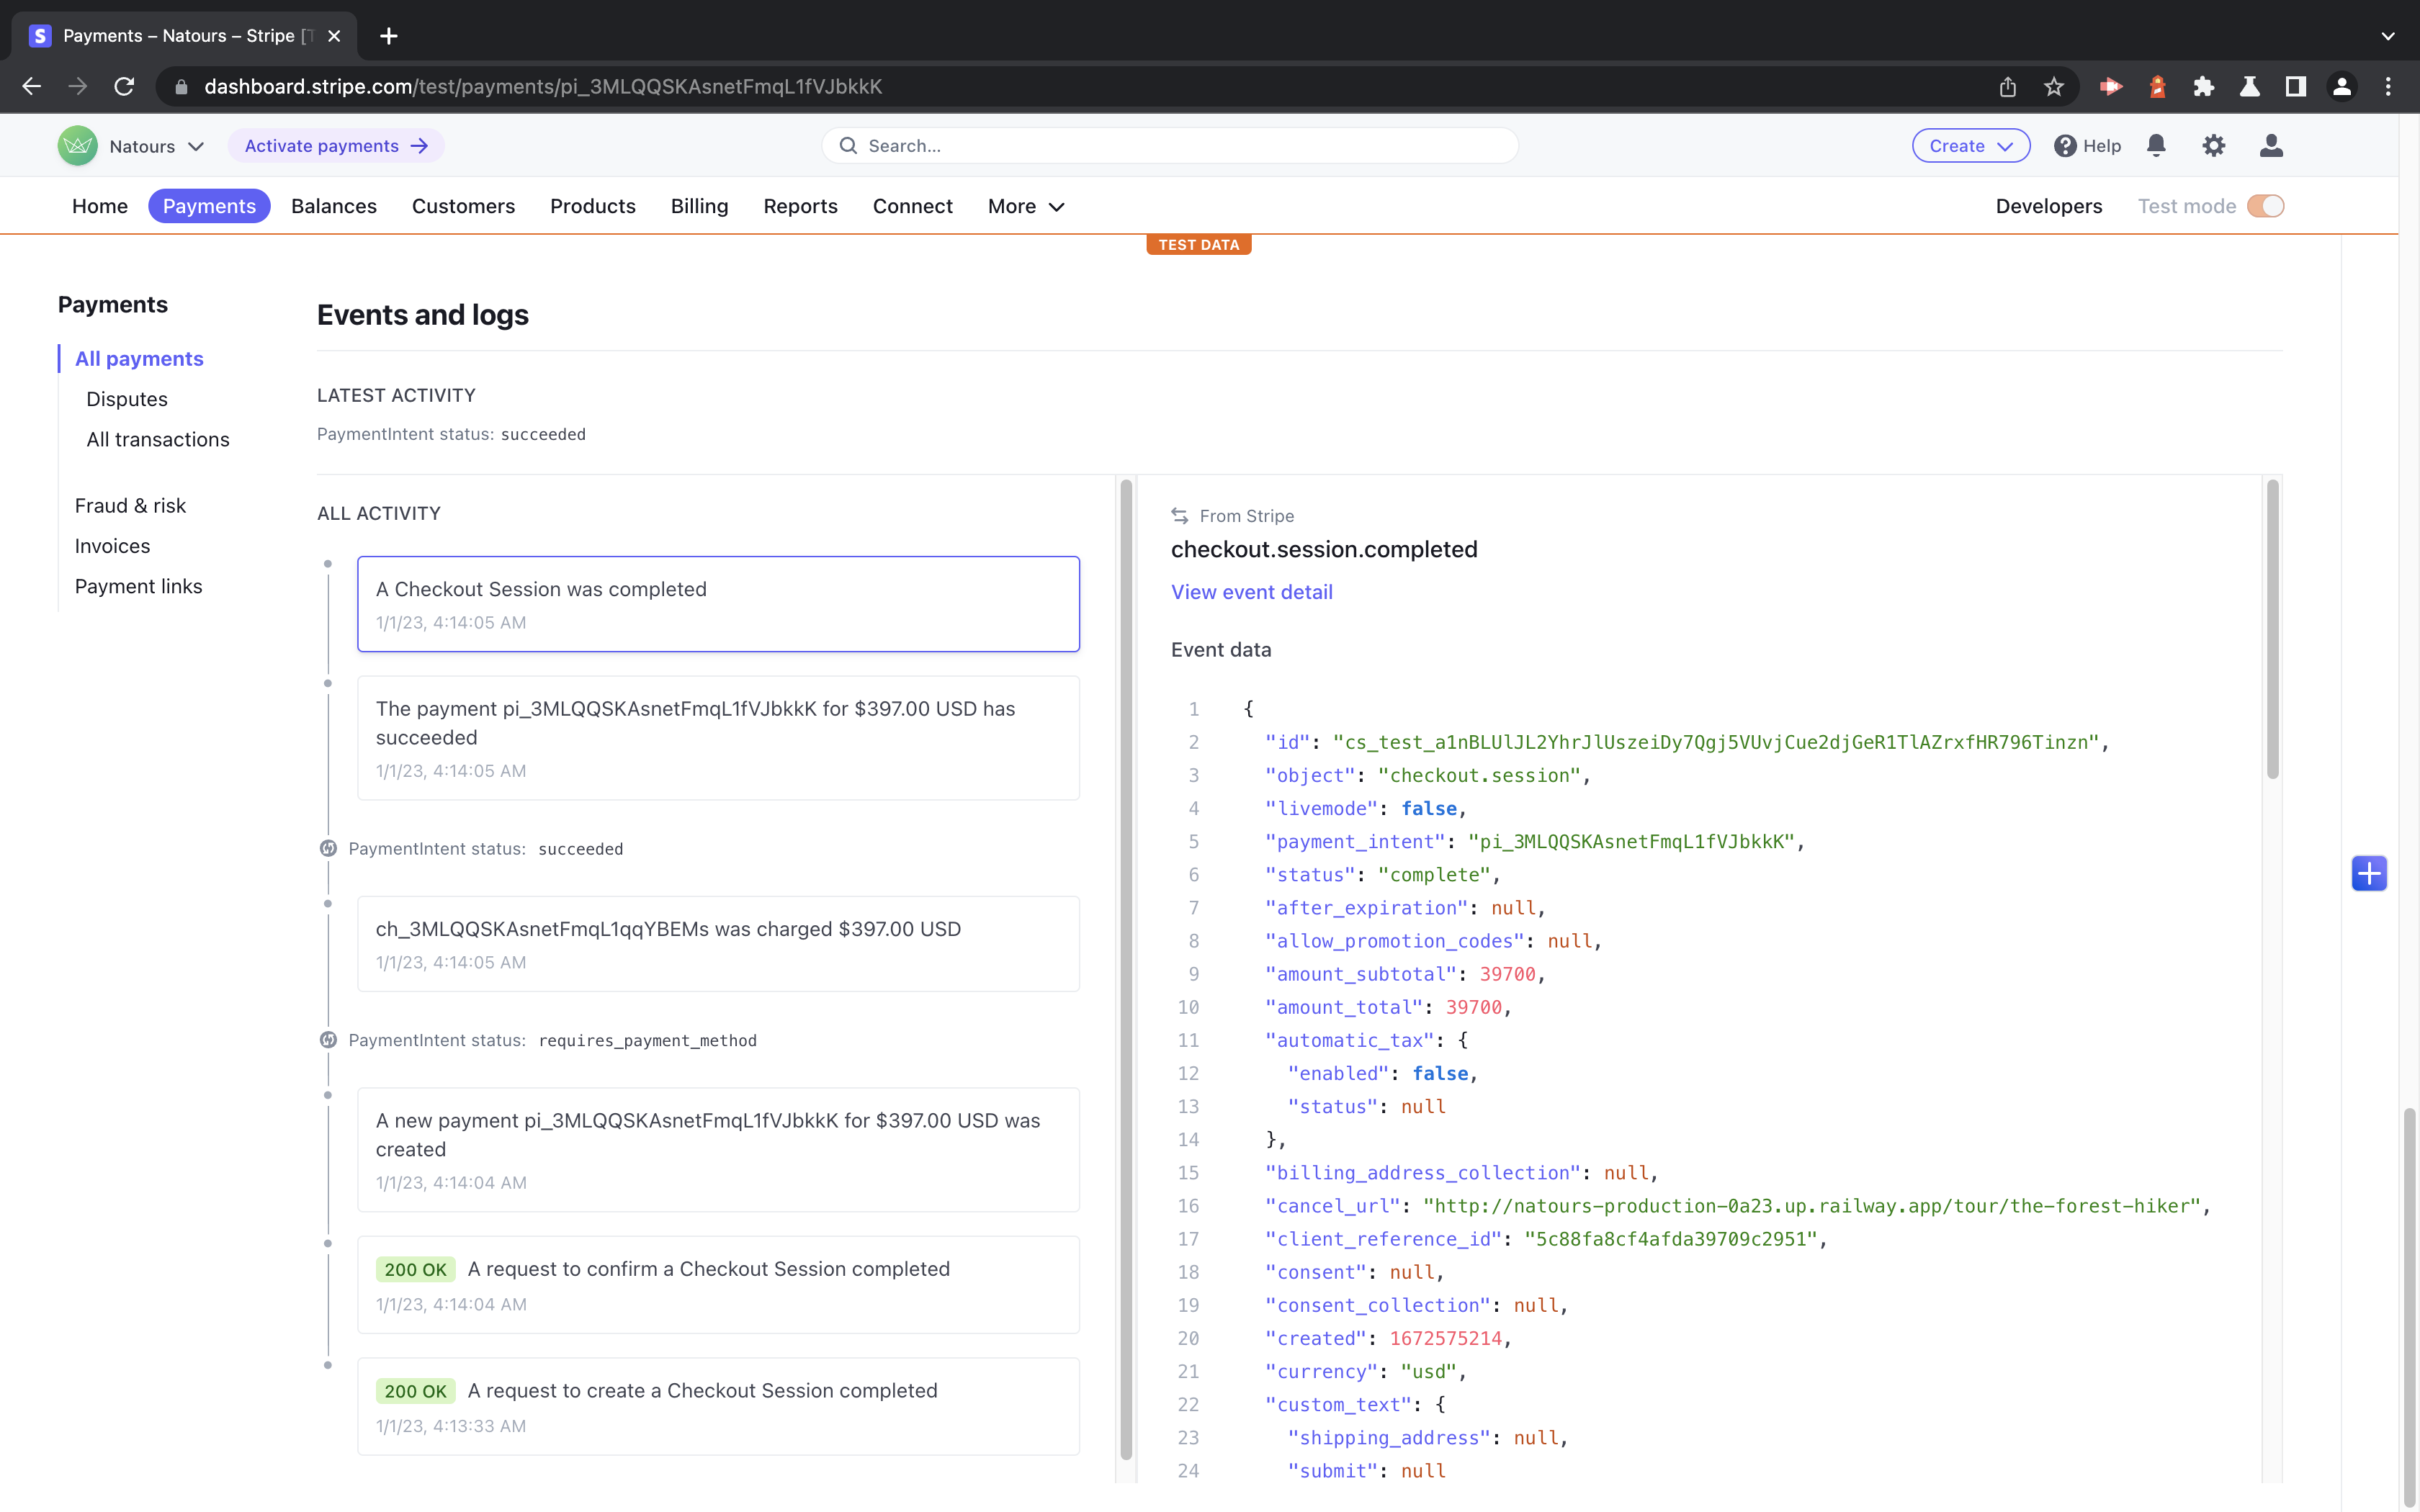 Payments – Natours – Stripe [T
dashboard.stripe.com/test/payments/pi_3MLQQSKAsnetFmqL1fVJbkkK
Natours
Activate payments
Search...
Create
Help
Home
Payments
Balances
Customers
Products
Billing
Reports
Connect
More
Developers
Test mode
TEST DATA
Payments
All payments
Disputes
All transactions
Fraud & risk
Invoices
Payment links
Events and logs
LATEST ACTIVITY
PaymentIntent status: succeeded
ALL ACTIVITY
A Checkout Session was completed
1/1/23, 4:14:05 AM
The payment pi_3MLQQSKAsnetFmqL1fVJbkkK for $397.00 USD has
succeeded
1/1/23, 4:14:05 AM
PaymentIntent status: succeeded
ch_3MLQQSKAsnetFmqL1qqYBEMs was charged $397.00 USD
1/1/23, 4:14:05 AM
PaymentIntent status: requires_payment_method
A new payment pi_3MLQQSKAsnetFmqL1fVJbkkK for $397.00 USD was
created
1/1/23, 4:14:04 AM
200 OK A request to confirm a Checkout Session completed
1/1/23, 4:14:04 AM
200 OK A request to create a Checkout Session completed
1/1/23, 4:13:33 AM
From Stripe
checkout.session.completed
View event detail
Event data
1 {
2 "id": "cs_test_a1nBLUlJL2YhrJlUszeiDy7Qgj5VUvjCue2djGeR1TlAZrxfHR796Tinzn",
3 "object": "checkout.session",
4 "livemode": false,
5 "payment_intent": "pi_3MLQQSKAsnetFmqL1fVJbkkK",
6 "status": "complete",
7 "after_expiration": null,
8 "allow_promotion_codes": null,
9 "amount_subtotal": 39700,
10 "amount_total": 39700,
11 "automatic_tax": {
12 "enabled": false,
13 "status": null
14 },
15 "billing_address_collection": null,
16 "cancel_url": "http://natours-production-0a23.up.railway.app/tour/the-forest-hiker",
17 "client_reference_id": "5c88fa8cf4afda39709c2951",
18 "consent": null,
19 "consent_collection": null,
20 "created": 1672575214,
21 "currency": "usd",
22 "custom_text": {
23 "shipping_address": null,
24 "submit": null